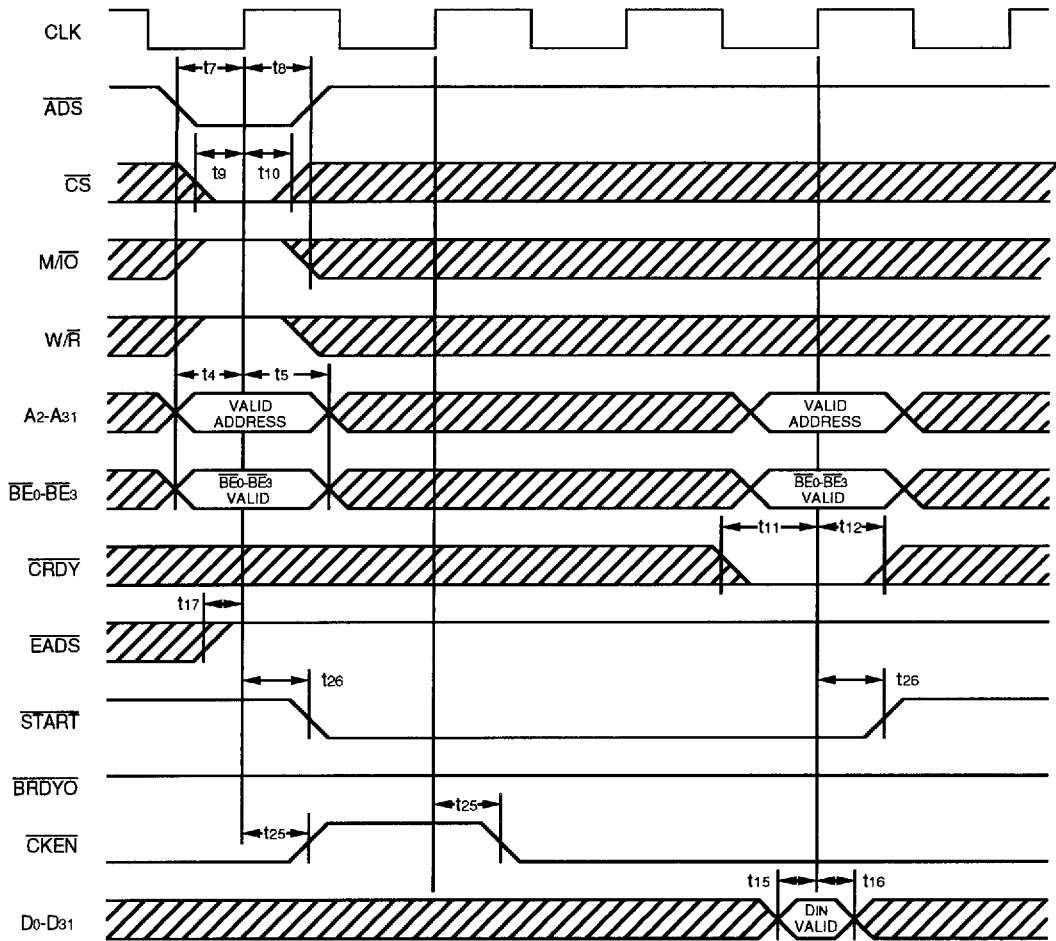 CLK
t7 t8
ADS
t9 t10
CS
M/IO
W/R
t4 t5
A2-A31
VALID ADDRESS
VALID ADDRESS
BE0-BE3
BE0-BE3 VALID
BE0-BE3 VALID
t11 t12
CRDY
t17
EADS
t26 t26
START
BRDYO
t25
t25
CKEN
t15 t16
D0-D31
DIN VALID